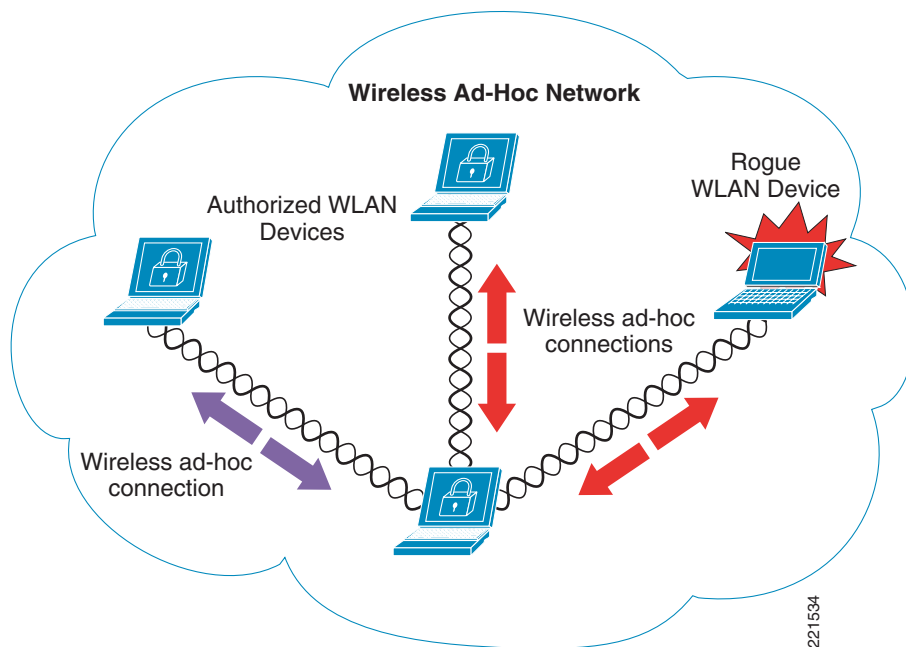 Wireless Ad-Hoc Network
Rogue
WLAN Device
Authorized WLAN
Devices
Wireless ad-hoc
connections
Wireless ad-hoc
connection
221534